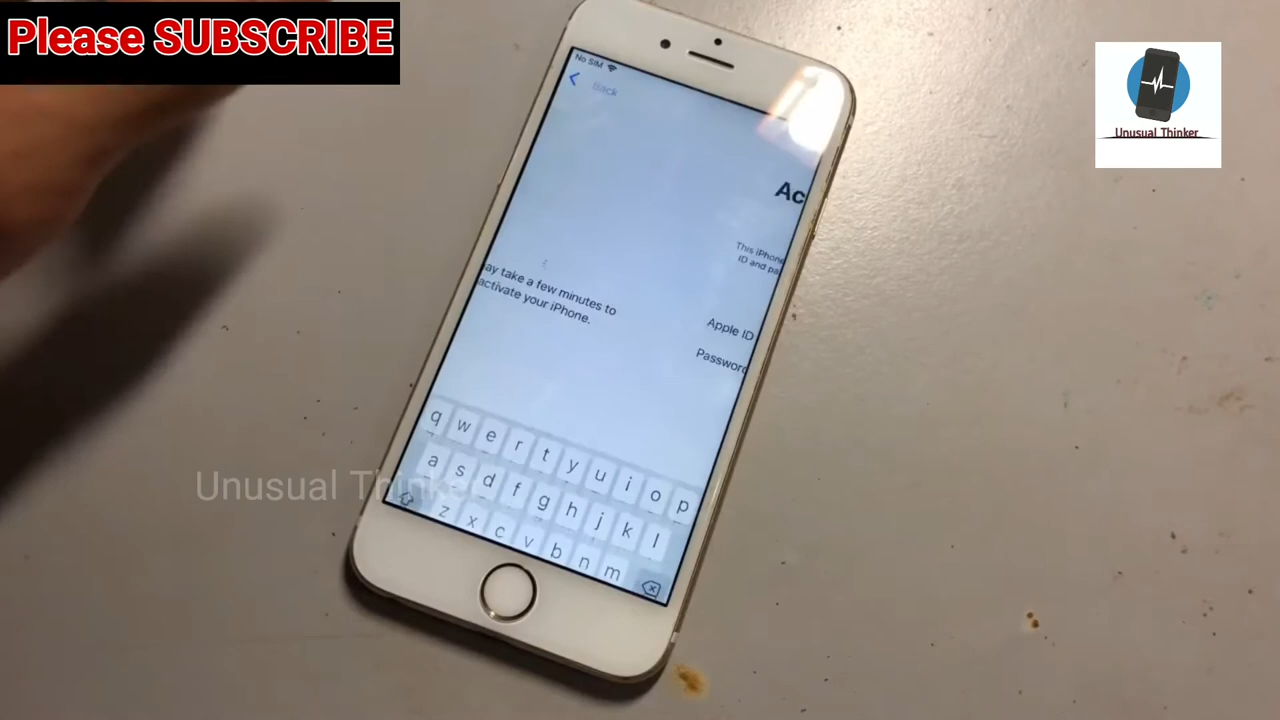 Please SUBSCRIBE
Unusual Thinker
No SIM
Back
Ac
This iPhone
ID and pa
ay take a few minutes to
activate your iPhone.
Apple ID
Password
q w e r t y u i o p
a s d f g h j k l
z x c v b n m
Unusual Thinker